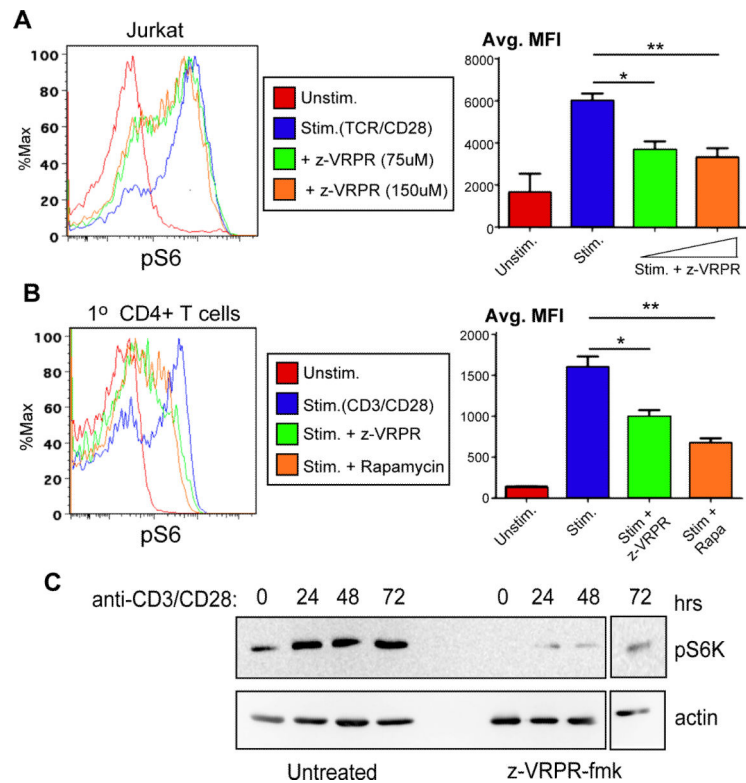 A
Jurkat
%Max
100
80
60
40
20
0
pS6
Unstim.
Stim.(TCR/CD28)
+ z-VRPR (75uM)
+ z-VRPR (150uM)
Avg. MFI
**
*
8000
6000
4000
2000
0
Unstim.
Stim.
Stim. + z-VRPR
B
1º CD4+ T cells
%Max
100
80
60
40
20
0
pS6
Unstim.
Stim.(CD3/CD28)
Stim. + z-VRPR
Stim. + Rapamycin
Avg. MFI
**
*
2000
1500
1000
500
0
Unstim.
Stim.
Stim + z-VRPR
Stim + Rapa
C
anti-CD3/CD28: 0 24 48 72 0 24 48 72 hrs
pS6K
actin
Untreated z-VRPR-fmk